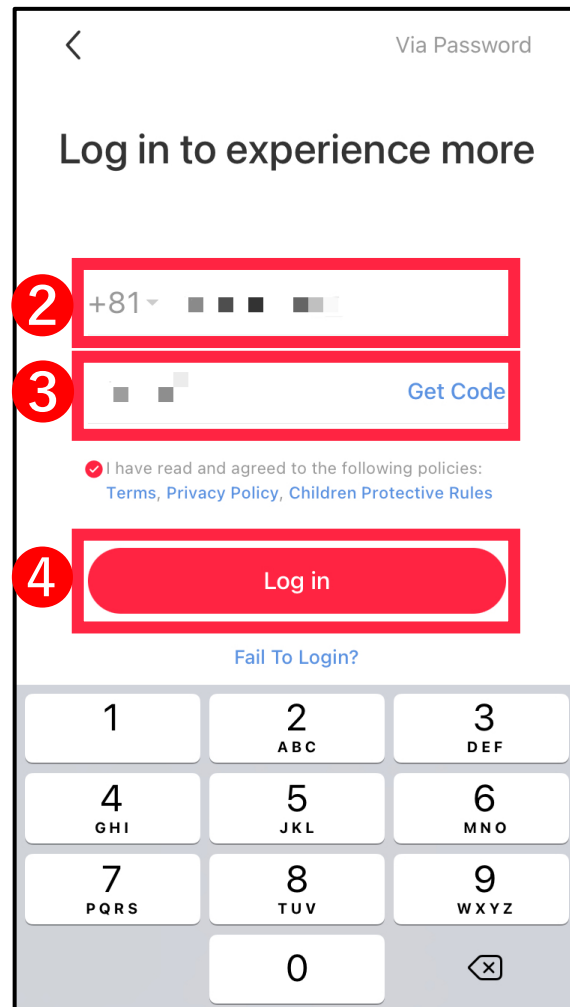 Via Password
Log in to experience more
2
+81
3
Get Code
I have read and agreed to the following policies:
Terms, Privacy Policy, Children Protective Rules
4
Log in
Fail To Login?
1 2 3
ABC DEF
4 5 6
GHI JKL MNO
7 8 9
PQRS TUV WXYZ
0